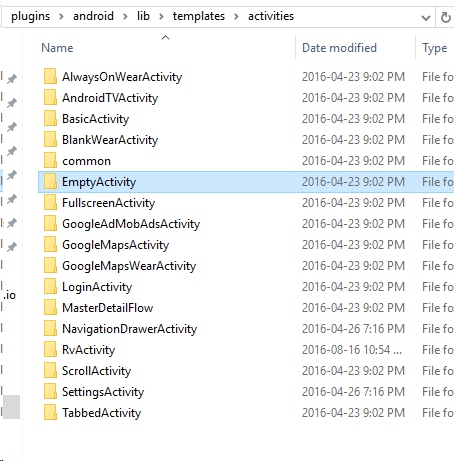 plugins > android > lib > templates > activities
Name Date modified Type
AlwaysOnWearActivity 2016-04-23 9:02 PM File fo
AndroidTVActivity 2016-04-23 9:02 PM File fo
BasicActivity 2016-04-23 9:02 PM File fo
BlankWearActivity 2016-04-23 9:02 PM File fo
common 2016-04-23 9:02 PM File fo
EmptyActivity 2016-04-23 9:02 PM File fo
FullscreenActivity 2016-04-23 9:02 PM File fo
GoogleAdMobAdsActivity 2016-04-23 9:02 PM File fo
GoogleMapsActivity 2016-04-23 9:02 PM File fo
GoogleMapsWearActivity 2016-04-23 9:02 PM File fo
LoginActivity 2016-04-23 9:02 PM File fo
.io
MasterDetailFlow 2016-04-23 9:02 PM File fo
NavigationDrawerActivity 2016-04-26 7:16 PM File fo
RvActivity 2016-08-16 10:54 ... File fo
ScrollActivity 2016-04-23 9:02 PM File fo
SettingsActivity 2016-04-26 7:16 PM File fo
TabbedActivity 2016-04-23 9:02 PM File fo